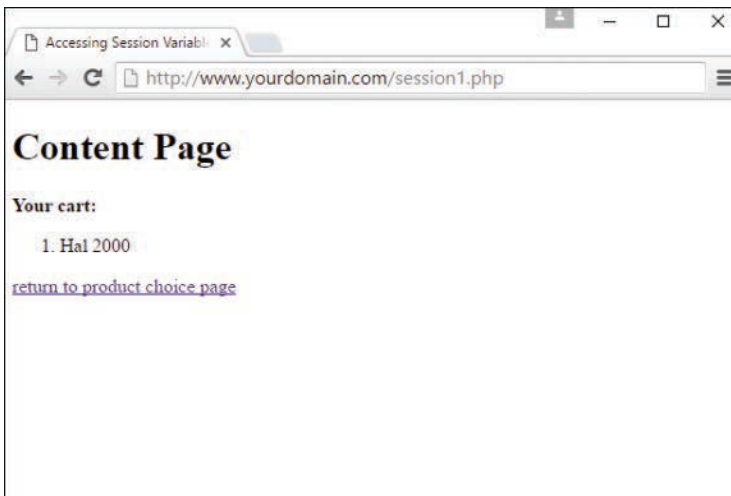 Accessing Session Variabl
http://www.yourdomain.com/session1.php
Content Page
Your cart:
1. Hal 2000
return to product choice page